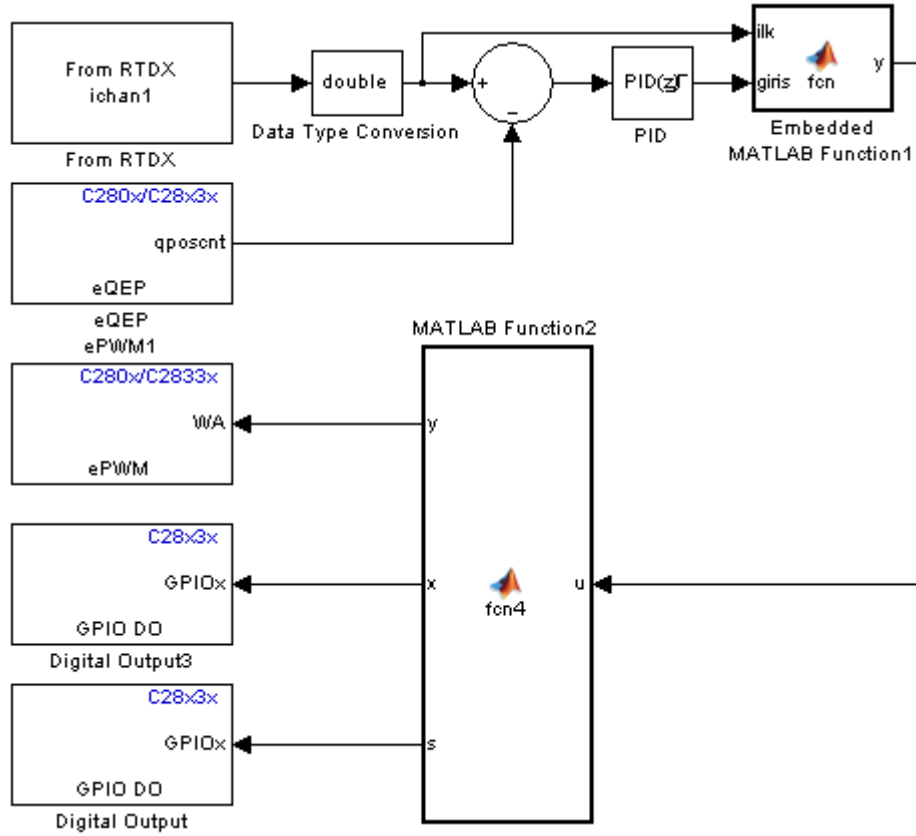 From RTDX
ichan1
From RTDX
double
Data Type Conversion
+
−
PID(z)
PID
ilk
giris
fcn
y
Embedded
MATLAB Function1
C280x/C28x3x
qposcnt
eQEP
eQEP
ePWM1
C280x/C2833x
WA
ePWM
MATLAB Function2
y
x
s
fcn4
u
C28x3x
GPIOx
GPIO DO
Digital Output3
C28x3x
GPIOx
GPIO DO
Digital Output